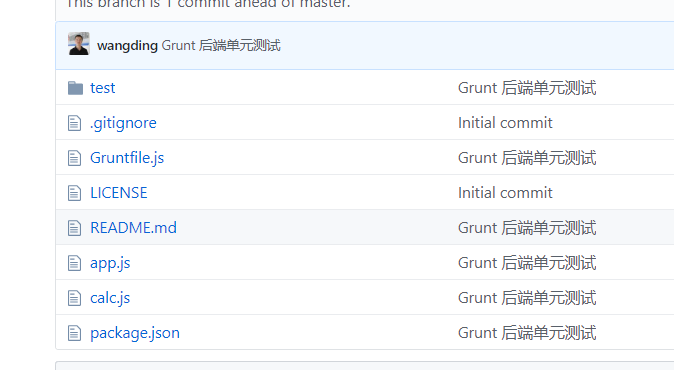 This branch is 1 commit ahead of master.
wangding Grunt 后端单元测试
test Grunt 后端单元测试
.gitignore Initial commit
Gruntfile.js Grunt 后端单元测试
LICENSE Initial commit
README.md Grunt 后端单元测试
app.js Grunt 后端单元测试
calc.js Grunt 后端单元测试
package.json Grunt 后端单元测试